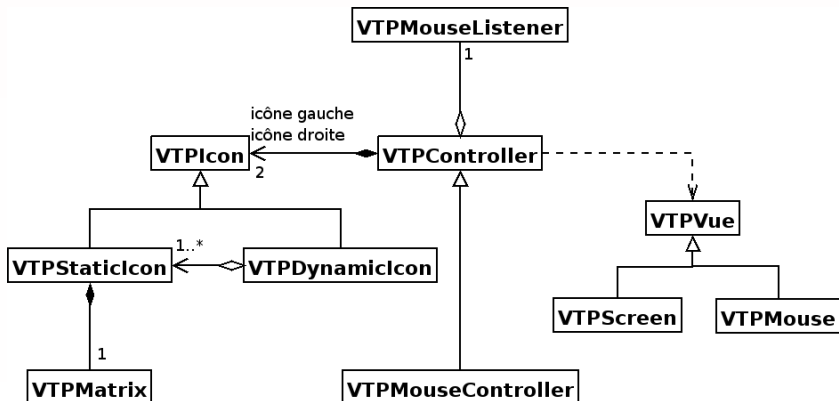 VTPMouseListener
1
icône gauche
icône droite
VTPIcon
2
VTPController
VTPVue
1..*
VTPStaticIcon
VTPDynamicIcon
VTPScreen
VTPMouse
1
VTPMatrix
VTPMouseController